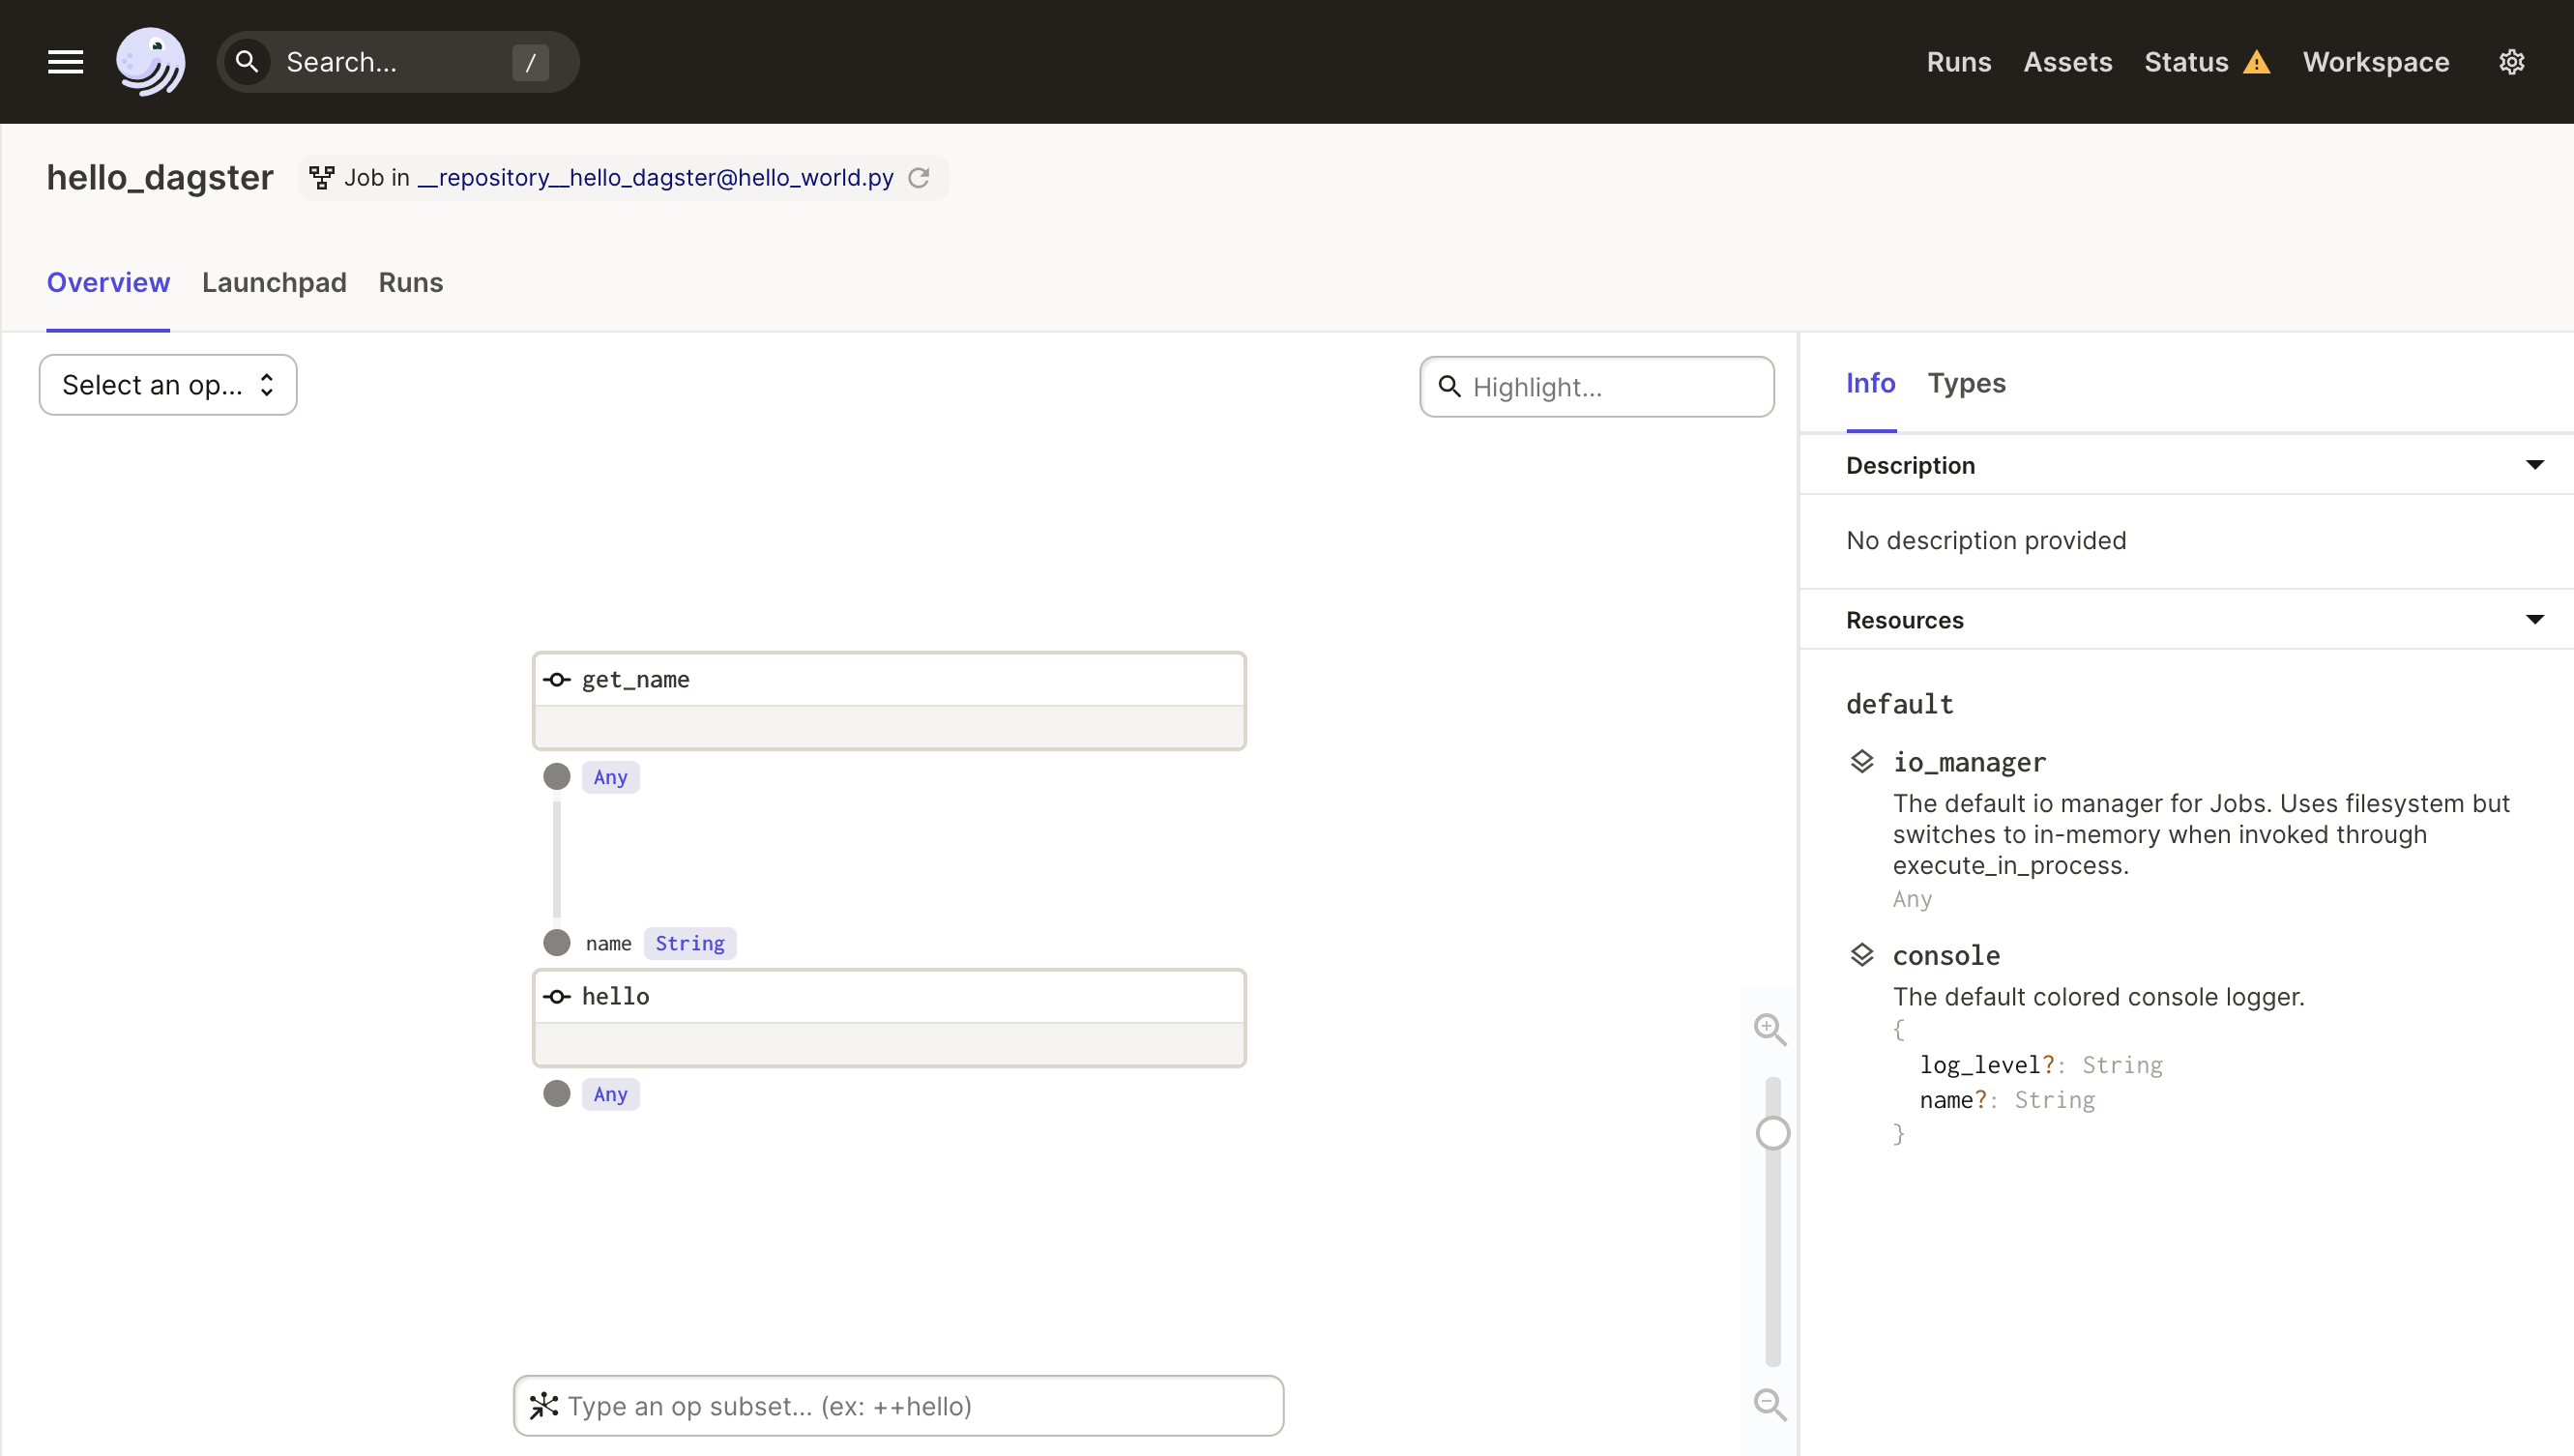 Search... /
Runs Assets Status Workspace
hello_dagster
Job in __repository__hello_dagster@hello_world.py
Overview Launchpad Runs
Select an op...
Highlight...
get_name
Any
name String
hello
Any
Type an op subset... (ex: ++hello)
Info Types
Description
No description provided
Resources
default
io_manager
The default io manager for Jobs. Uses filesystem but
switches to in-memory when invoked through
execute_in_process.
Any
console
The default colored console logger.
{
log_level?: String
name?: String
}